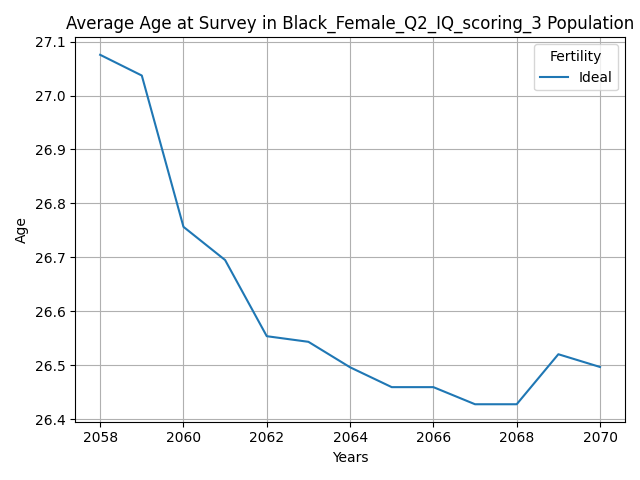 Average Age at Survey in Black_Female_Q2_IQ_scoring_3 Population
27.1
27.0
26.9
26.8
26.7
26.6
26.5
26.4
Age
Fertility
Ideal
2058 2060 2062 2064 2066 2068 2070
Years